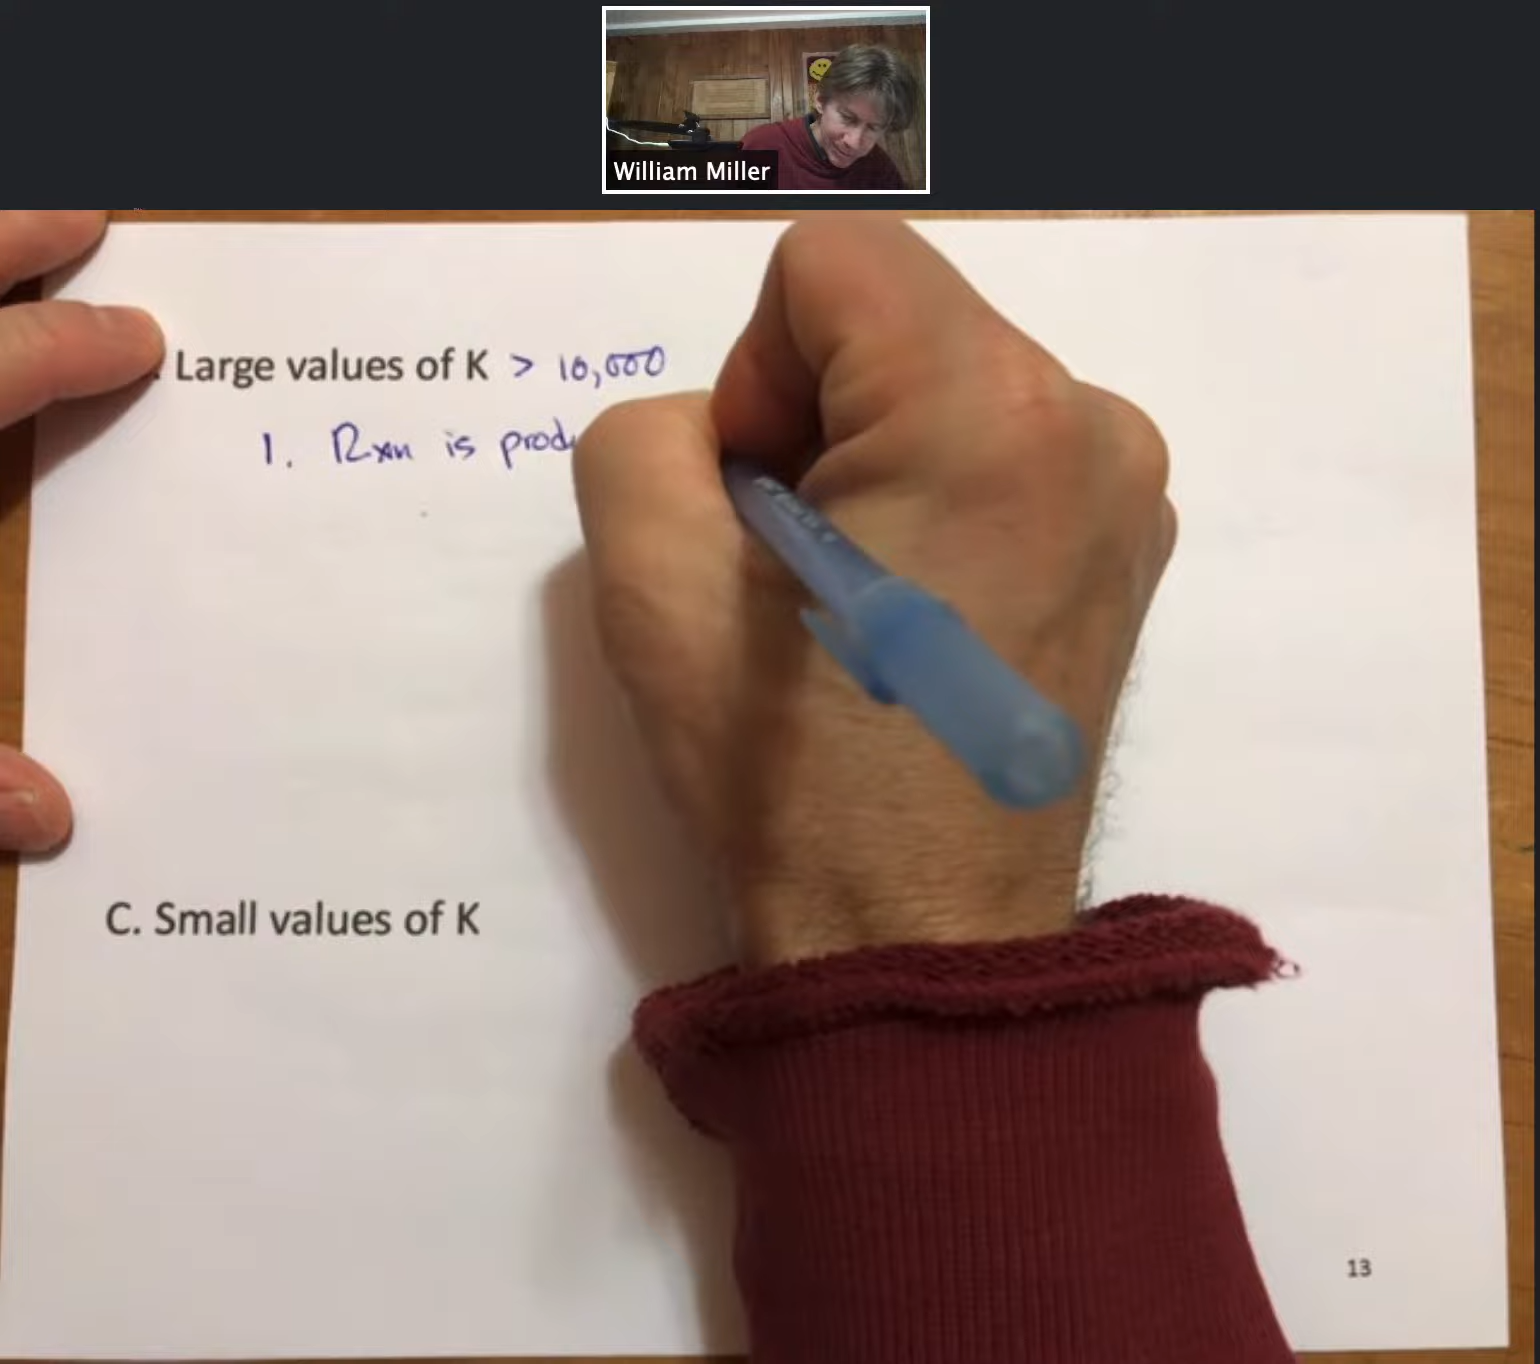 William Miller
. Large values of K > 10,000
1. Rxn is prod
C. Small values of K
13